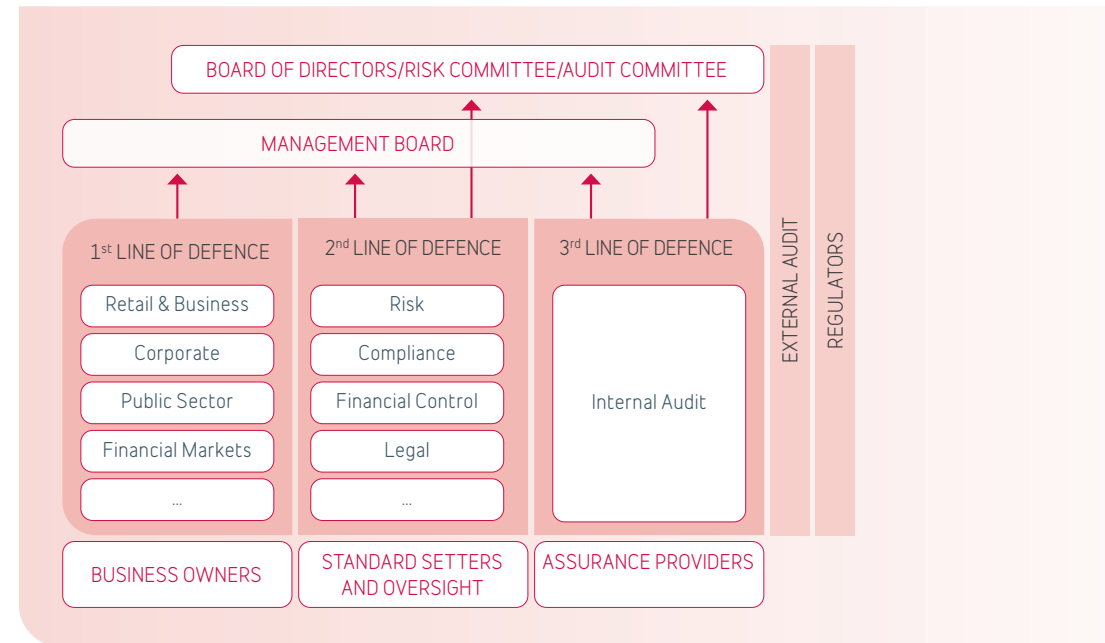 BOARD OF DIRECTORS/RISK COMMITTEE/AUDIT COMMITTEE
MANAGEMENT BOARD
1st LINE OF DEFENCE
Retail & Business
Corporate
Public Sector
Financial Markets
...
BUSINESS OWNERS
2nd LINE OF DEFENCE
Risk
Compliance
Financial Control
Legal
...
STANDARD SETTERS
AND OVERSIGHT
3rd LINE OF DEFENCE
Internal Audit
ASSURANCE PROVIDERS
EXTERNAL AUDIT
REGULATORS